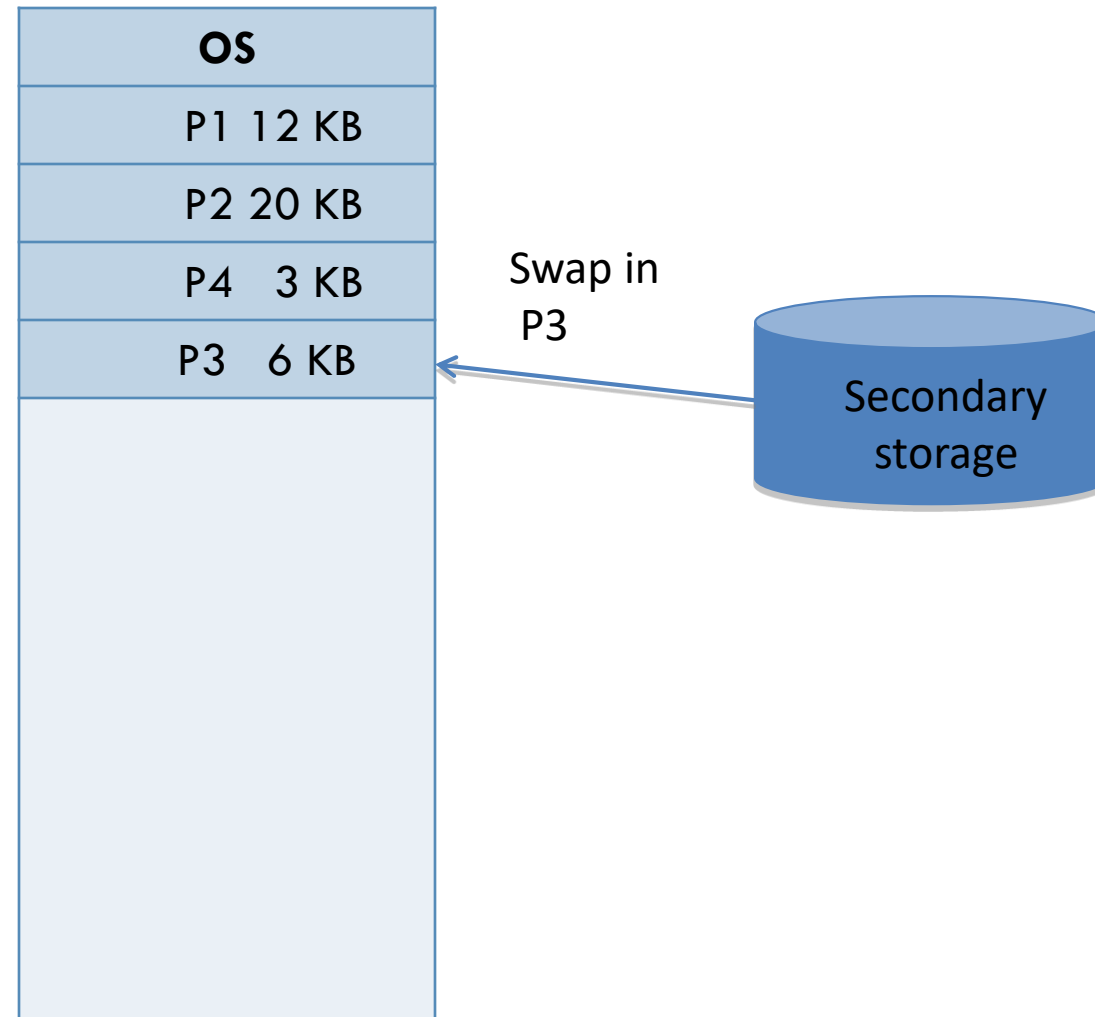 OS
P1 12 KB
P2 20 KB
P4 3 KB
P3 6 KB
Swap in
P3
Secondary
storage